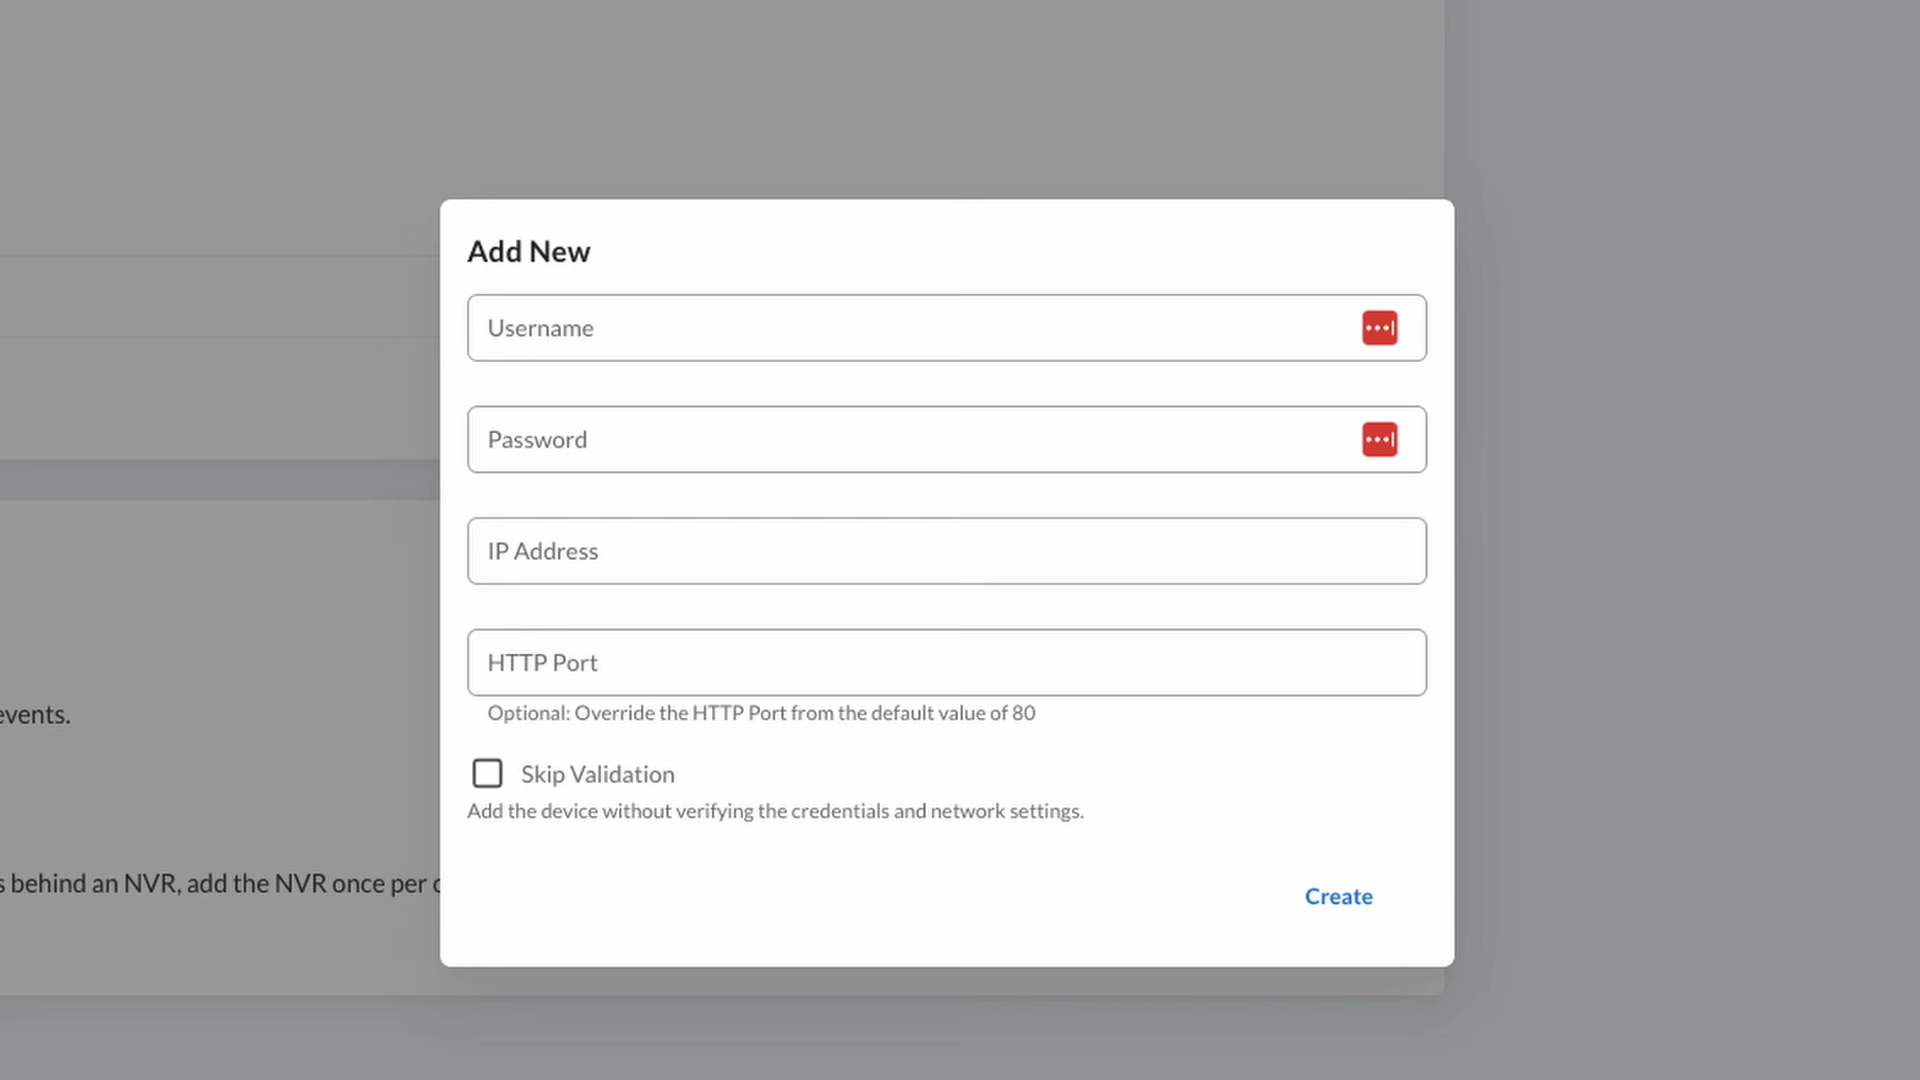 Add New
Username
Password
IP Address
HTTP Port
Optional: Override the HTTP Port from the default value of 80
events.
Skip Validation
Add the device without verifying the credentials and network settings.
behind an NVR, add the NVR once per
Create